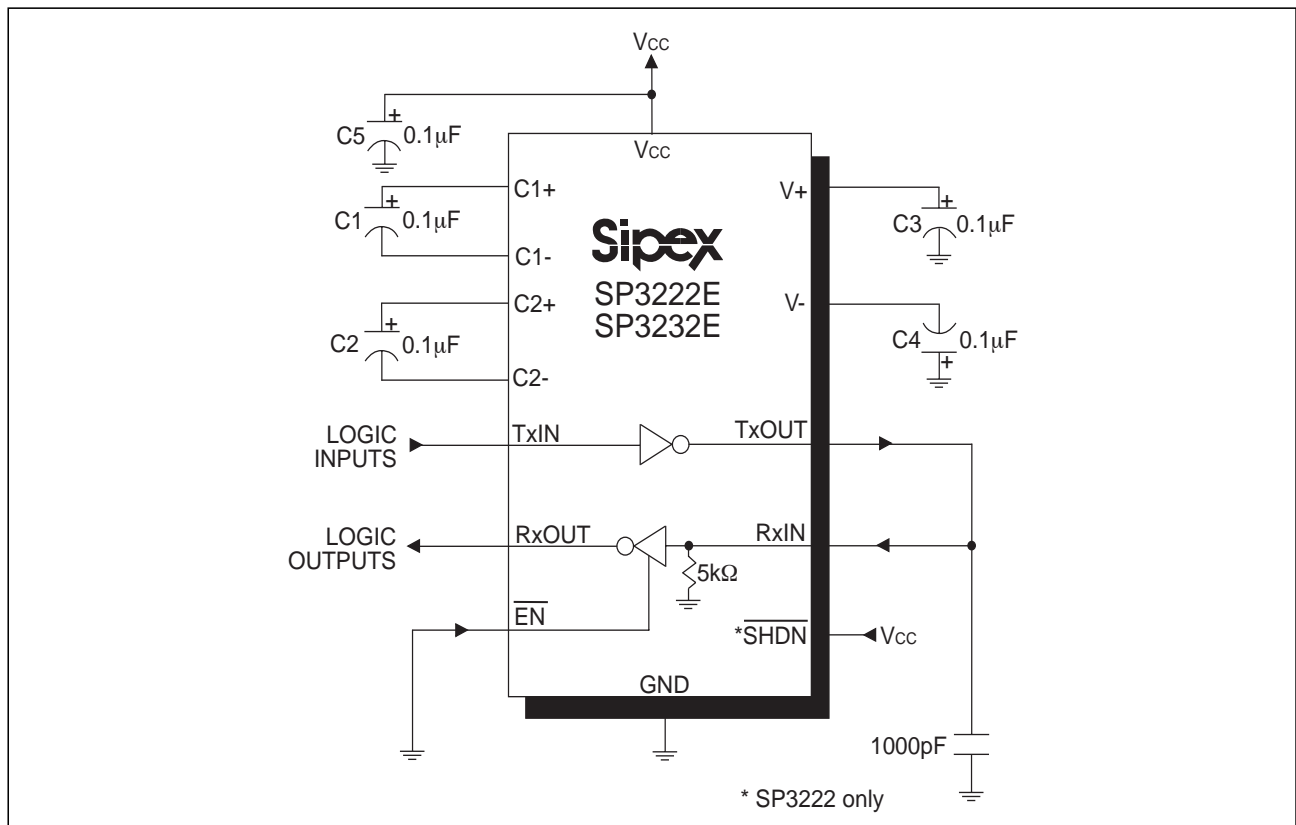 Vcc
C5
+
0.1µF
Vcc
C1+
C1
+
0.1µF
C1-
C2+
C2
+
0.1µF
C2-
V+
C3
+
0.1µF
V-
C4
0.1µF
+
Sipex
SP3222E
SP3232E
LOGIC
INPUTS
TxIN
TxOUT
LOGIC
OUTPUTS
RxOUT
RxIN
5kΩ
EN
*SHDN
Vcc
GND
1000pF
* SP3222 only